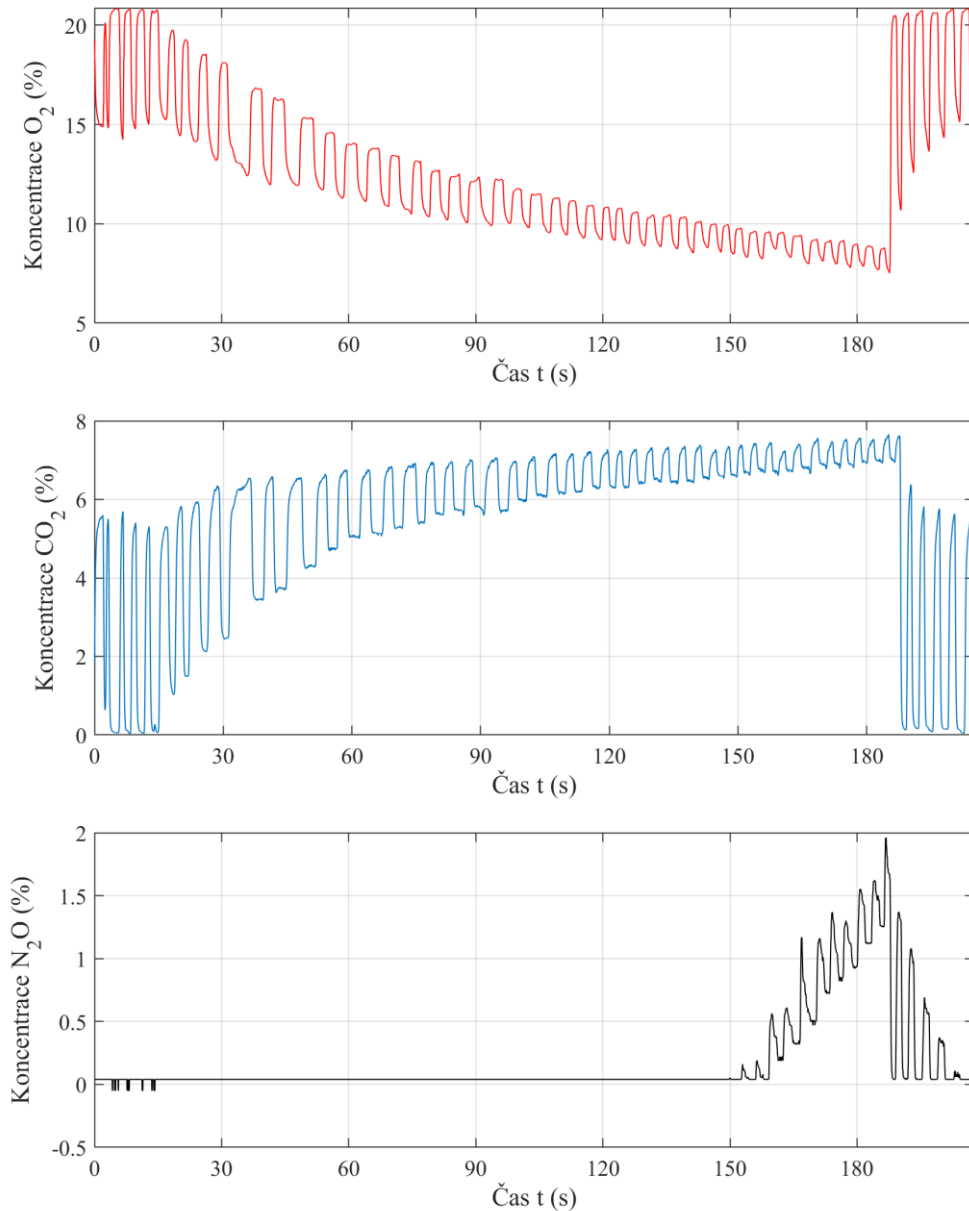 Koncentrace O2 (%)
20
15
10
5
0 30 60 90 120 150 180
Čas t (s)
Koncentrace CO2 (%)
8
6
4
2
0
0 30 60 90 120 150 180
Čas t (s)
Koncentrace N2O (%)
2
1.5
1
0.5
0
-0.5
0 30 60 90 120 150 180
Čas t (s)